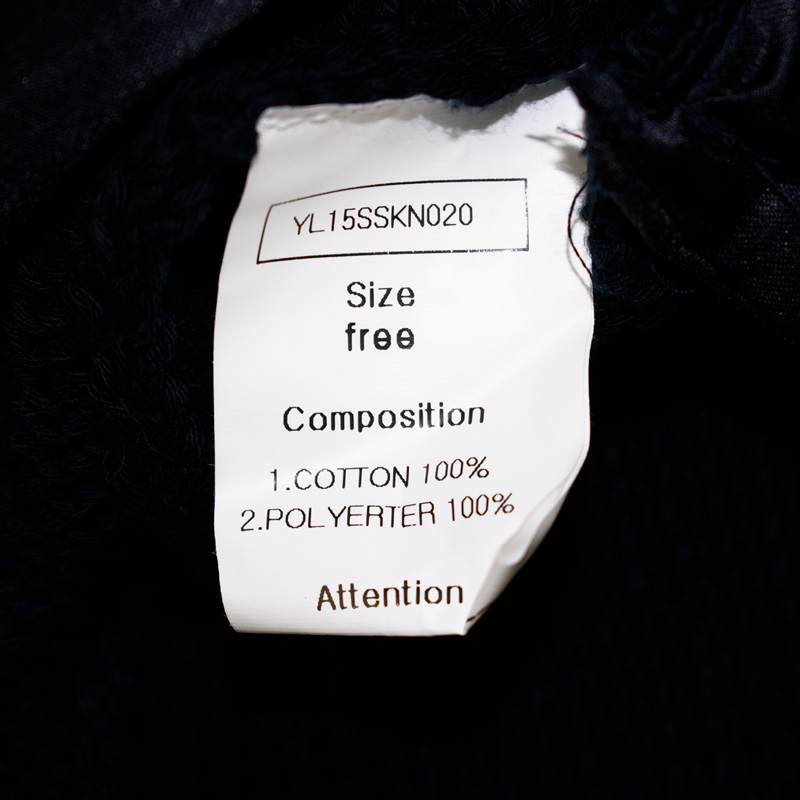 YL15SSKN020
Size
free
Composition
1.COTTON 100%
2.POLYERTER 100%
Attention